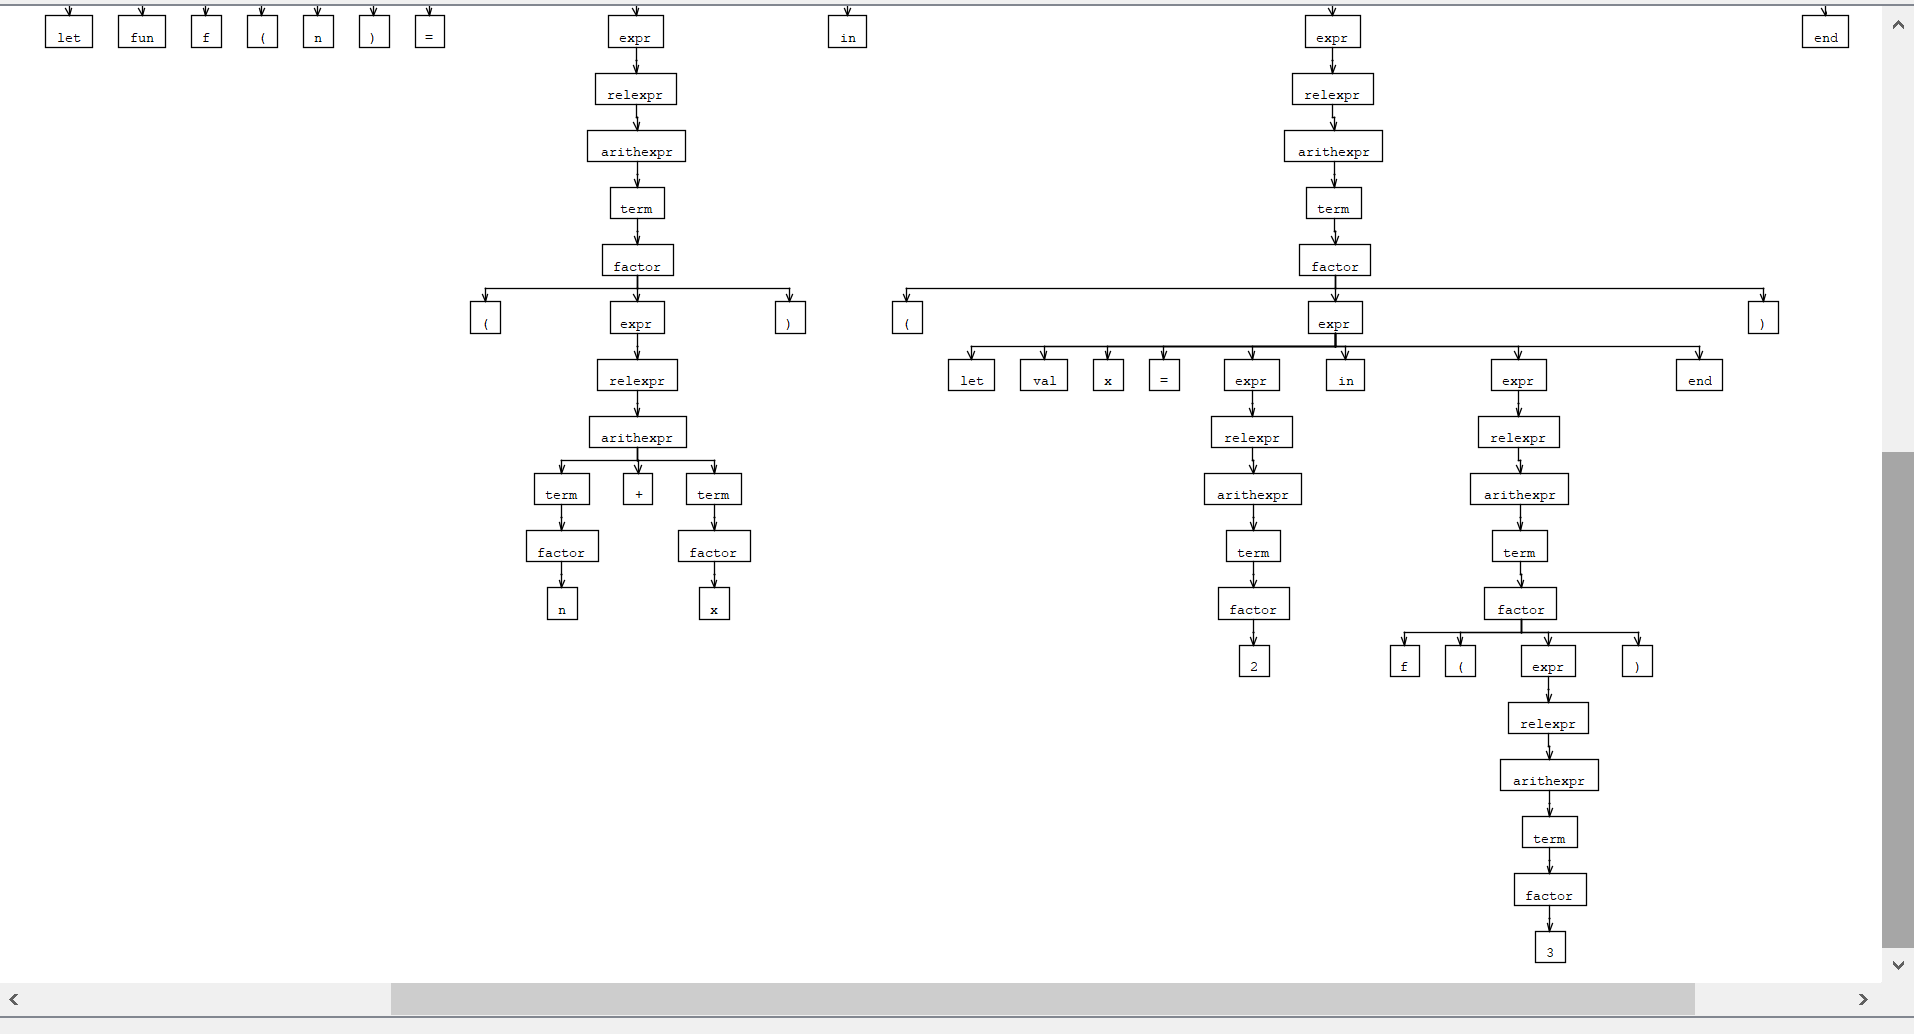 let fun f ( n ) = expr in expr end
relexpr relexpr
arithexpr arithexpr
term term
factor factor
( expr ) ( expr )
relexpr let val x = expr in expr end
arithexpr relexpr relexpr
term + term arithexpr arithexpr
factor factor term term
n x factor factor
2 f ( expr )
relexpr
arithexpr
term
factor
3